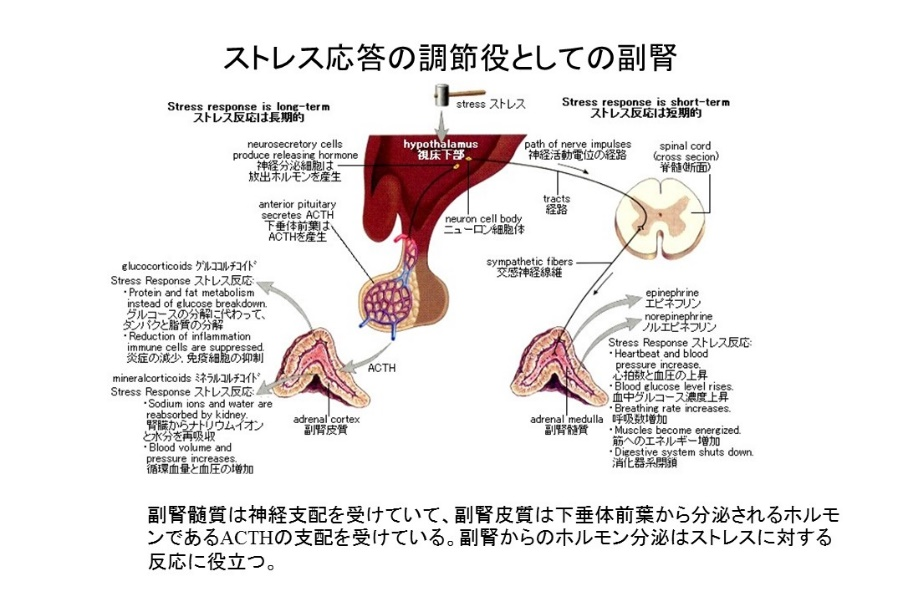 ストレス応答の調節役としての副腎
Stress response is long-term
ストレス反応は長期的
stress ストレス
Stress response is short-term
ストレス反応は短期的
neurosecretory cells
produce releasing hormone
神経分泌細胞は
放出ホルモンを産生
hypothalamus
視床下部
path of nerve impulses
神経活動電位の経路
spinal cord
(cross secion)
脊髄(断面)
anterior pituitary
secretes ACTH
下垂体前葉は
ACTHを産生
neuron cell body
ニューロン細胞体
tracts
経路
sympathetic fibers
交感神経線維
glucocorticoids グルココルチコイド
Stress Response ストレス反応:
・Protein and fat metabolism
instead of glucose breakdown.
グルコースの分解に代わって、
タンパクと脂質の分解
・Reduction of inflammation
immune cells are suppressed.
炎症の減少, 免疫細胞の抑制
mineralcorticoids ミネラルコルチコイド
Stress Response ストレス反応:
・Sodium ions and water are
reabsorbed by kidney.
腎臓からナトリウムイオン
と水分を再吸収
・Blood volume and
pressure increases.
循環血量と血圧の増加
ACTH
adrenal cortex
副腎皮質
adrenal medulla
副腎髄質
epinephrine
エピネフリン
norepinephrine
ノルエピネフリン
Stress Response ストレス反応:
・Heartbeat and blood
pressure increase.
心拍数と血圧の上昇
・Blood glucose level rises.
血中グルコース濃度上昇
・Breathing rate increases.
呼吸数増加
・Muscles become energized.
筋へのエネルギー増加
・Digestive system shuts down.
消化器系閉鎖
副腎髄質は神経支配を受けていて、副腎皮質は下垂体前葉から分泌されるホルモ
ンであるACTHの支配を受けている。副腎からのホルモン分泌はストレスに対する
反応に役立つ。